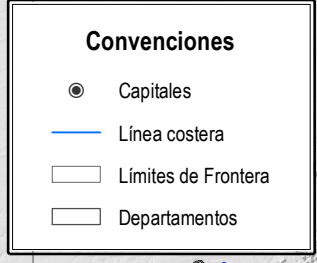 Convenciones
Capitales
Línea costera
Límites de Frontera
Departamentos